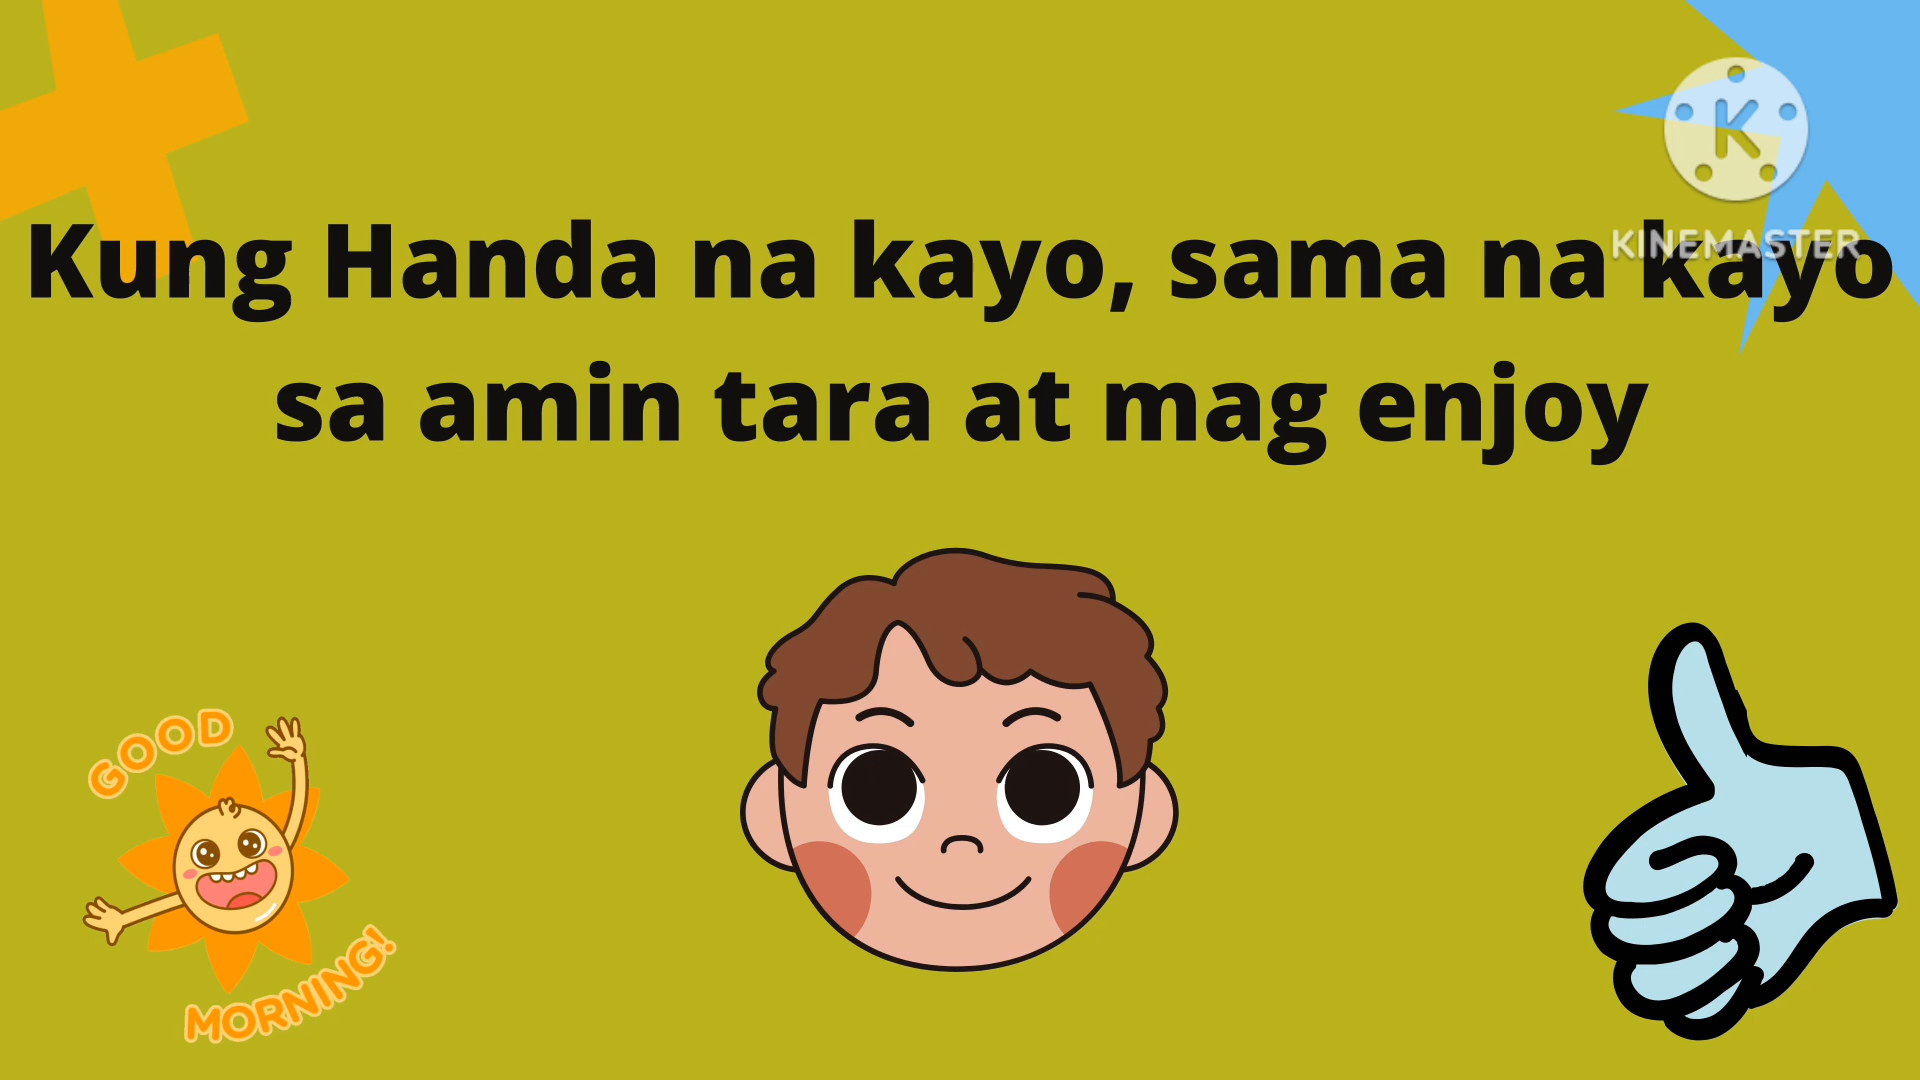 KINEMASTER
Kung Handa na kayo, sama na kayo
sa amin tara at mag enjoy
GOOD
MORNING!